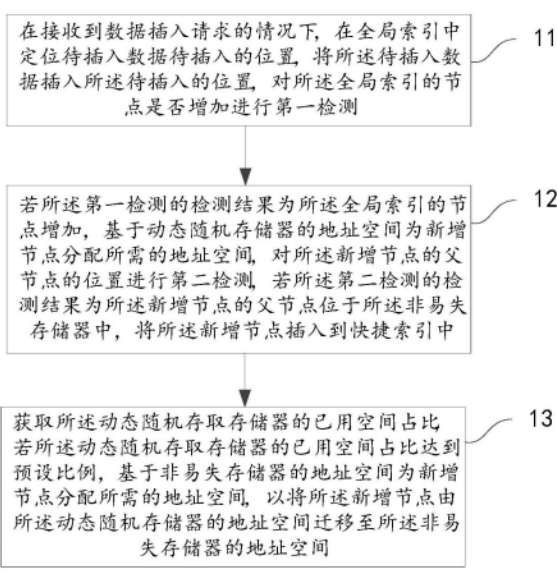 在接收到数据插入请求的情况下,在全局索引中
定位待插入数据待插入的位置,将所述待插入数
据插入所述待插入的位置,对所述全局索引的节
点是否增加进行第一检测
11
若所述第一检测的检测结果为所述全局索引的节
点增加,基于动态随机存储器的地址空间为新增
节点分配所需的地址空间,对所述新增节点的父
节点的位置进行第二检测,若所述第二检测的检
测结果为所述新增节点的父节点位于所述非易失
存储器中,将所述新增节点插入到快捷索引中
12
获取所述动态随机存取存储器的已用空间占比,
若所述动态随机存取存储器的已用空间占比达到
预设比例,基于非易失存储器的地址空间为新增
节点分配所需的地址空间,以将所述新增节点由
所述动态随机存储器的地址空间迁移至所述非易
失存储器的地址空间
13